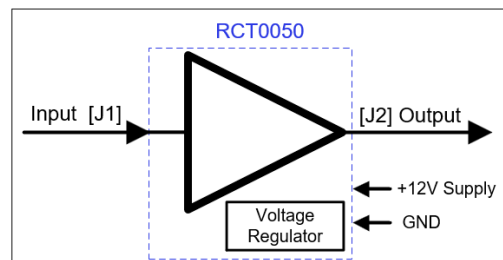 RCT0050
Input [J1]
[J2] Output
+12V Supply
Voltage
Regulator
GND